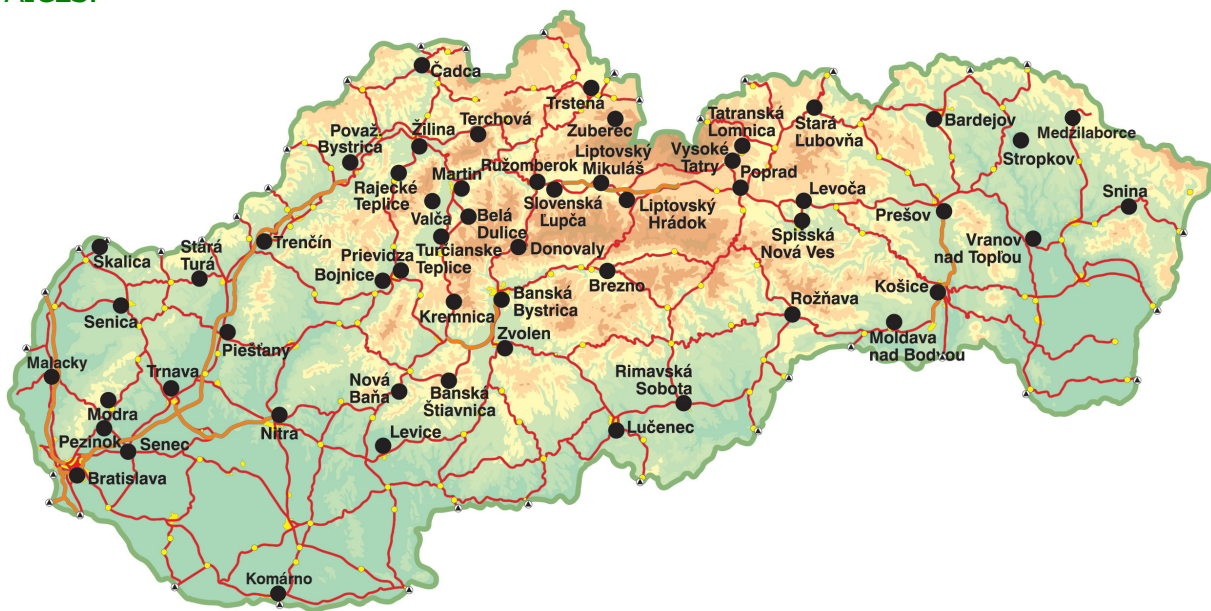 Čadca
Trstená
Terchová
Žilina
Zuberec
Považ.
Bystrica
Tatranská
Lomnica
Stará
Ľubovňa
Bardejov
Medzilaborce
Stropkov
Rajecké
Teplice
Martin
Ružomberok
Liptovský
Mikuláš
Vysoké
Tatry
Poprad
Levoča
Snina
Valča
Belá
Dulice
Slovenská
Ľupča
Liptovský
Hrádok
Spišská
Nová Ves
Prešov
Vranov
nad Topľou
Skalica
Stará
Turá
Trenčín
Prievidza
Bojnice
Turcianske
Teplice
Donovaly
Brezno
Košice
Senica
Kremnica
Banská
Bystrica
Rožňava
Moldava
nad Bodvou
Piešťany
Zvolen
Malacky
Trnava
Nová
Baňa
Banská
Štiavnica
Rimavská
Sobota
Modra
Pezinok
Senec
Nitra
Levice
Lučenec
Bratislava
Komárno